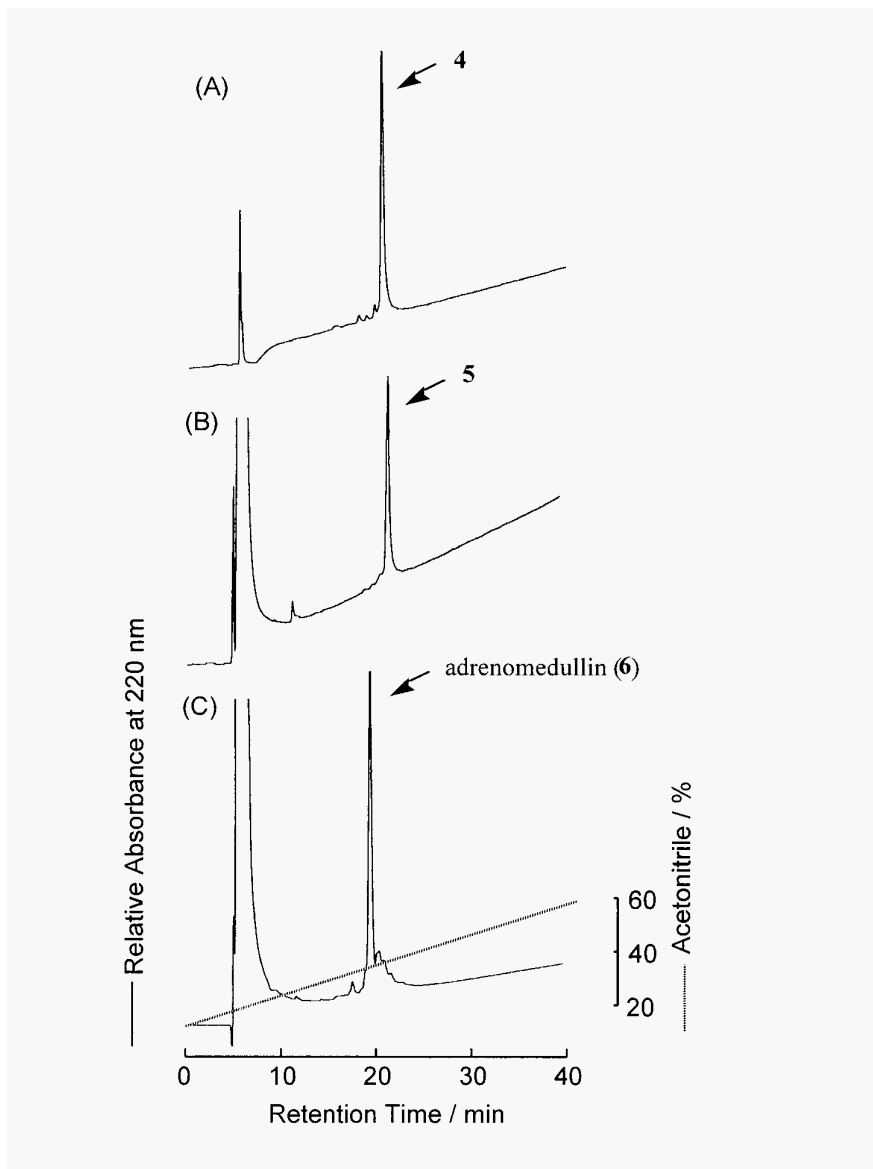 (A)
4
(B)
5
(C)
adrenomedullin (6)
Relative Absorbance at 220 nm
Acetonitrile / %
60
40
20
0 10 20 30 40
Retention Time / min